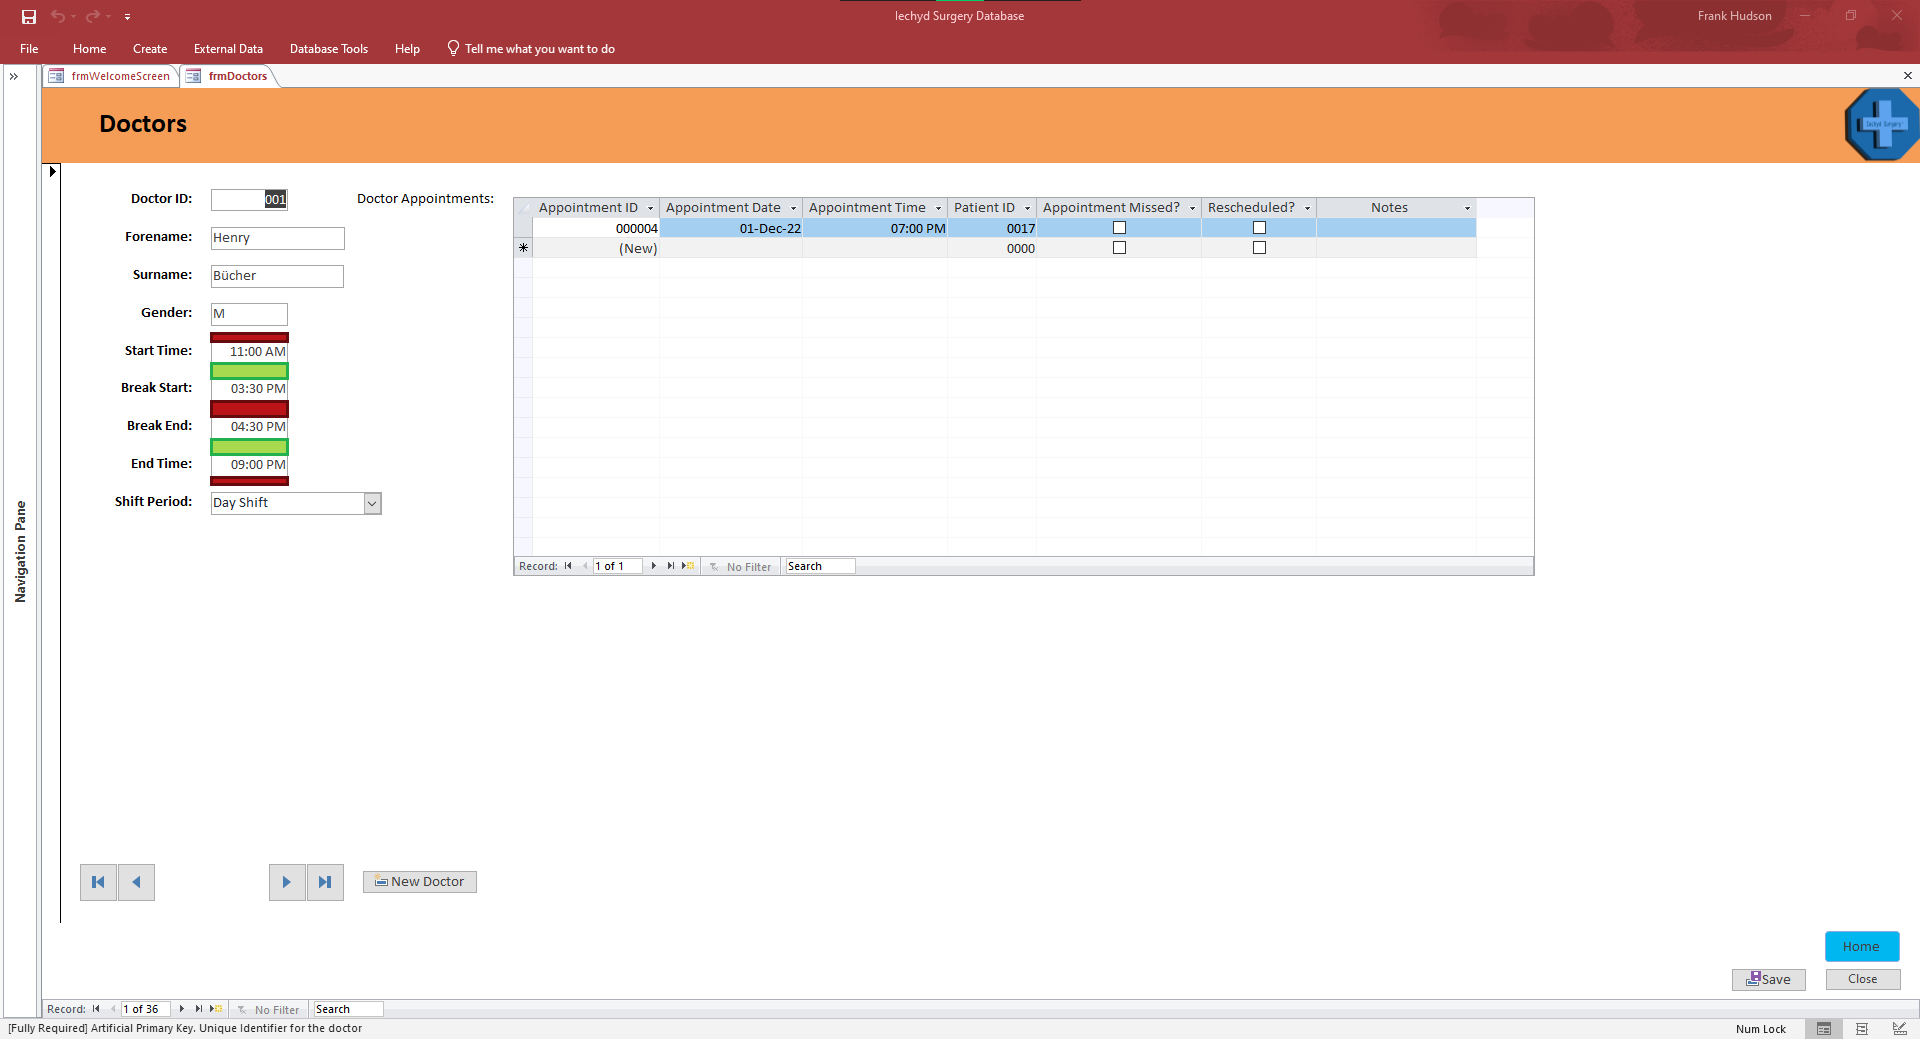 Iechyd Surgery Database
Frank Hudson
File Home Create External Data Database Tools Help Tell me what you want to do
frmWelcomeScreen frmDoctors
Navigation Pane
Doctors
Iechyd Surgery
Doctor ID: 001
Forename: Henry
Surname: Bücher
Gender: M
Start Time: 11:00 AM
Break Start: 03:30 PM
Break End: 04:30 PM
End Time: 09:00 PM
Shift Period: Day Shift
Doctor Appointments:
Appointment ID Appointment Date Appointment Time Patient ID Appointment Missed? Rescheduled? Notes
000004 01-Dec-22 07:00 PM 0017
(New) 0000
Record: 1 of 1 No Filter Search
New Doctor
Home
Save Close
Record: 1 of 36 No Filter Search
[Fully Required] Artificial Primary Key. Unique Identifier for the doctor
Num Lock